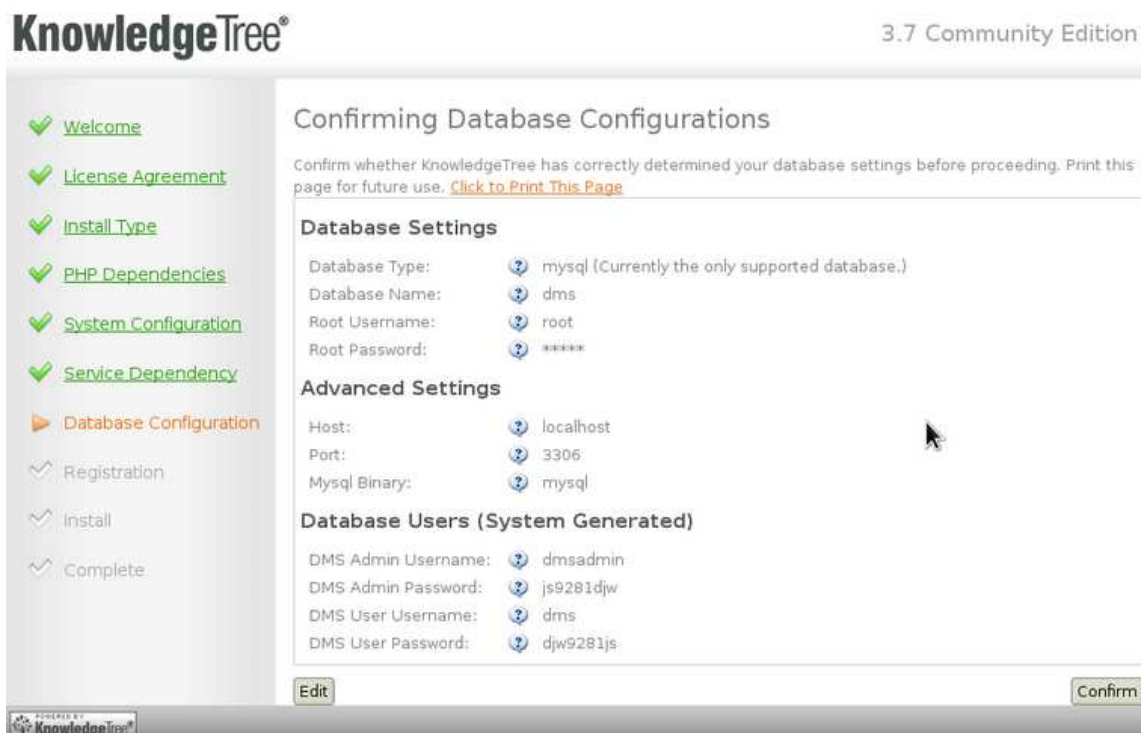 KnowledgeTree®
3.7 Community Edition
Welcome
License Agreement
Install Type
PHP Dependencies
System Configuration
Service Dependency
Database Configuration
Registration
Install
Complete
Confirming Database Configurations
Confirm whether KnowledgeTree has correctly determined your database settings before proceeding. Print this
page for future use. Click to Print This Page
Database Settings
Database Type: mysql (Currently the only supported database.)
Database Name: dms
Root Username: root
Root Password: *****
Advanced Settings
Host: localhost
Port: 3306
Mysql Binary: mysql
Database Users (System Generated)
DMS Admin Username: dmsadmin
DMS Admin Password: js9281djw
DMS User Username: dms
DMS User Password: djw9281js
Edit
Confirm
POWERED BY
KnowledgeTree®